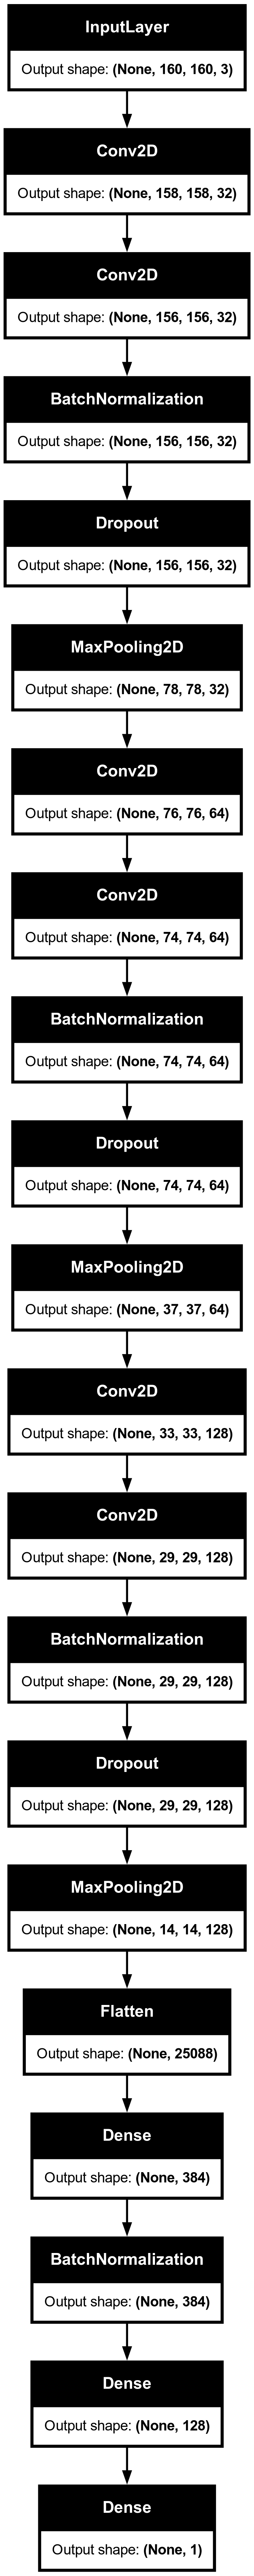 InputLayer
Output shape: (None, 160, 160, 3)
Conv2D
Output shape: (None, 158, 158, 32)
Conv2D
Output shape: (None, 156, 156, 32)
BatchNormalization
Output shape: (None, 156, 156, 32)
Dropout
Output shape: (None, 156, 156, 32)
MaxPooling2D
Output shape: (None, 78, 78, 32)
Conv2D
Output shape: (None, 76, 76, 64)
Conv2D
Output shape: (None, 74, 74, 64)
BatchNormalization
Output shape: (None, 74, 74, 64)
Dropout
Output shape: (None, 74, 74, 64)
MaxPooling2D
Output shape: (None, 37, 37, 64)
Conv2D
Output shape: (None, 33, 33, 128)
Conv2D
Output shape: (None, 29, 29, 128)
BatchNormalization
Output shape: (None, 29, 29, 128)
Dropout
Output shape: (None, 29, 29, 128)
MaxPooling2D
Output shape: (None, 14, 14, 128)
Flatten
Output shape: (None, 25088)
Dense
Output shape: (None, 384)
BatchNormalization
Output shape: (None, 384)
Dense
Output shape: (None, 128)
Dense
Output shape: (None, 1)